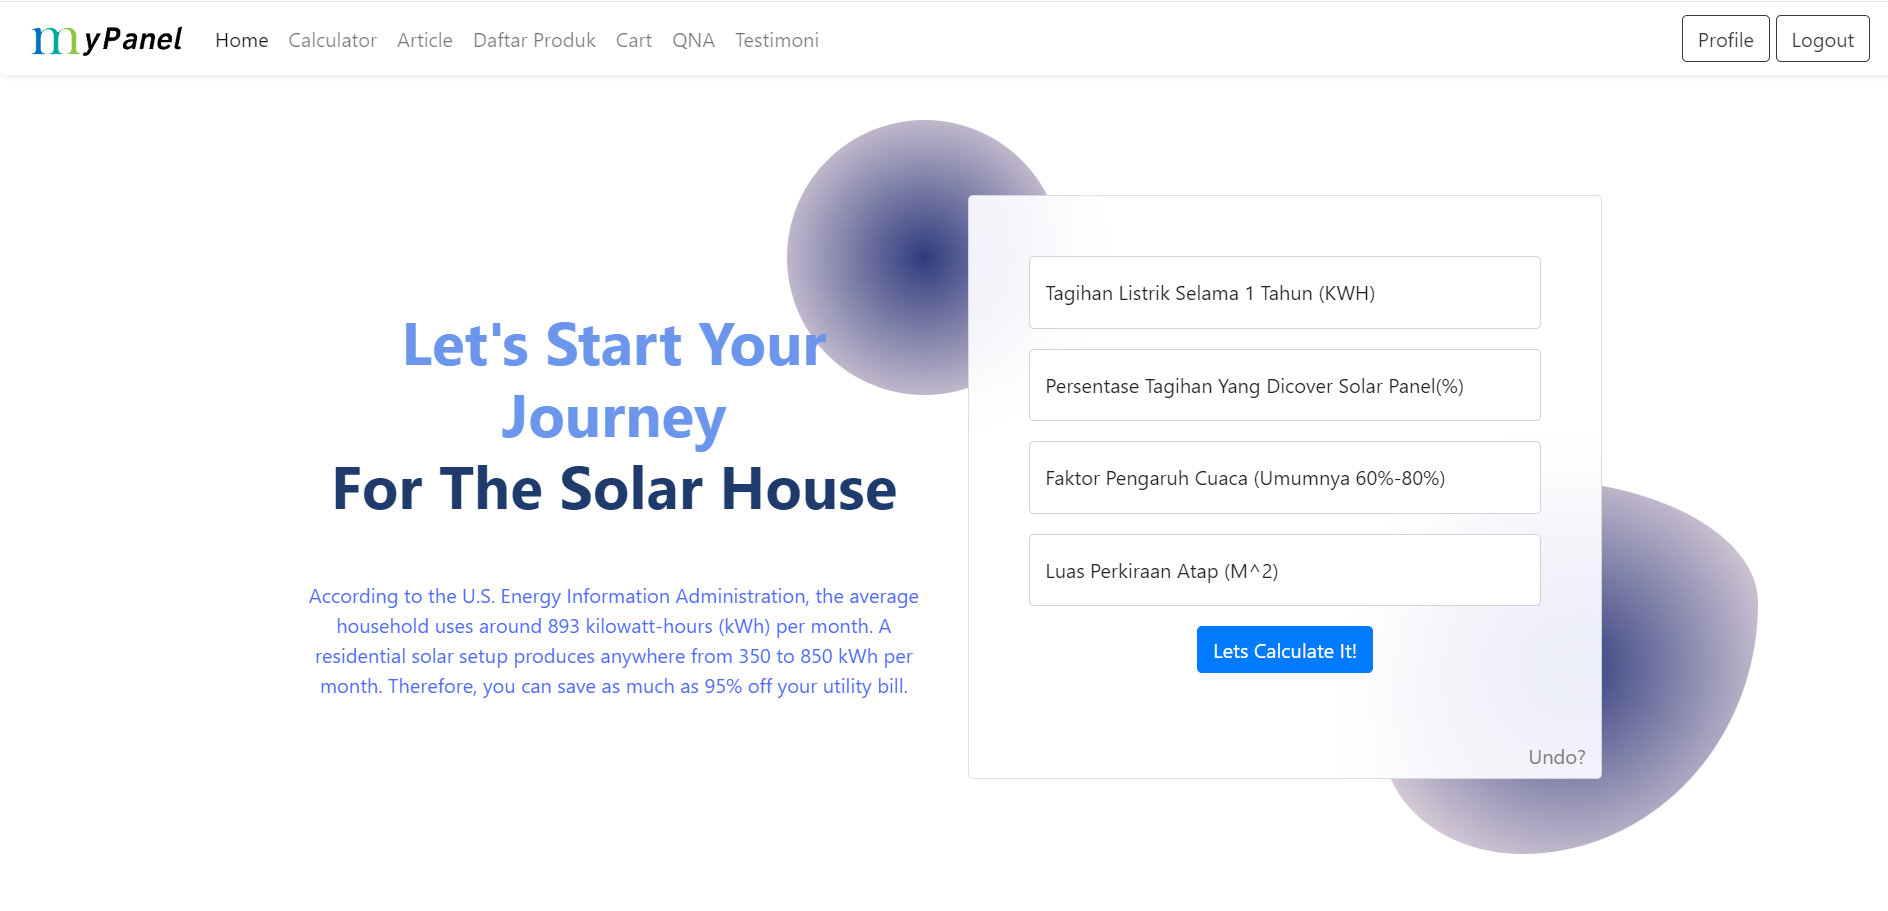 myPanel Home Calculator Article Daftar Produk Cart QNA Testimoni Profile Logout
Let's Start Your
Journey
For The Solar House
According to the U.S. Energy Information Administration, the average
household uses around 893 kilowatt-hours (kWh) per month. A
residential solar setup produces anywhere from 350 to 850 kWh per
month. Therefore, you can save as much as 95% off your utility bill.
Tagihan Listrik Selama 1 Tahun (KWH)
Persentase Tagihan Yang Dicover Solar Panel(%)
Faktor Pengaruh Cuaca (Umumnya 60%-80%)
Luas Perkiraan Atap (M^2)
Lets Calculate It!
Undo?